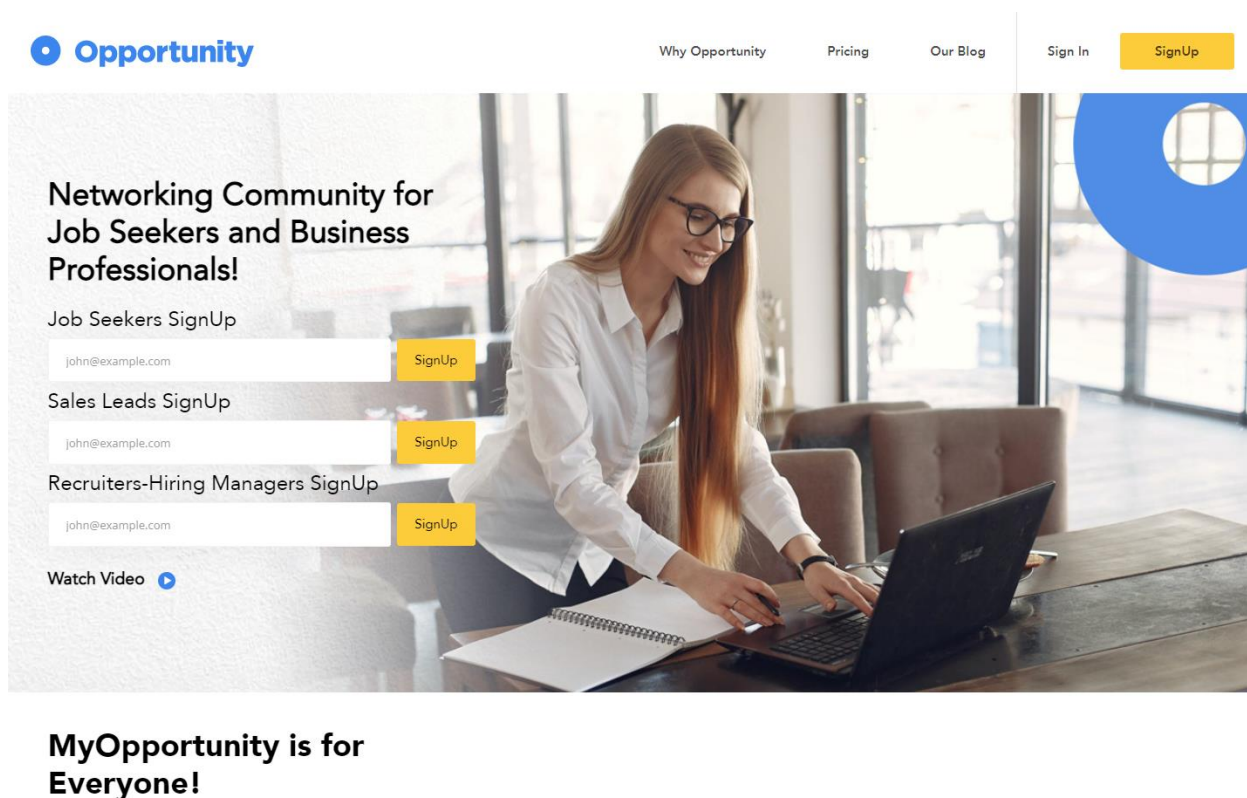 Opportunity
Why Opportunity
Pricing
Our Blog
Sign In
SignUp
Networking Community for
Job Seekers and Business
Professionals!
Job Seekers SignUp
john@example.com
SignUp
Sales Leads SignUp
john@example.com
SignUp
Recruiters-Hiring Managers SignUp
john@example.com
SignUp
Watch Video
MyOpportunity is for
Everyone!